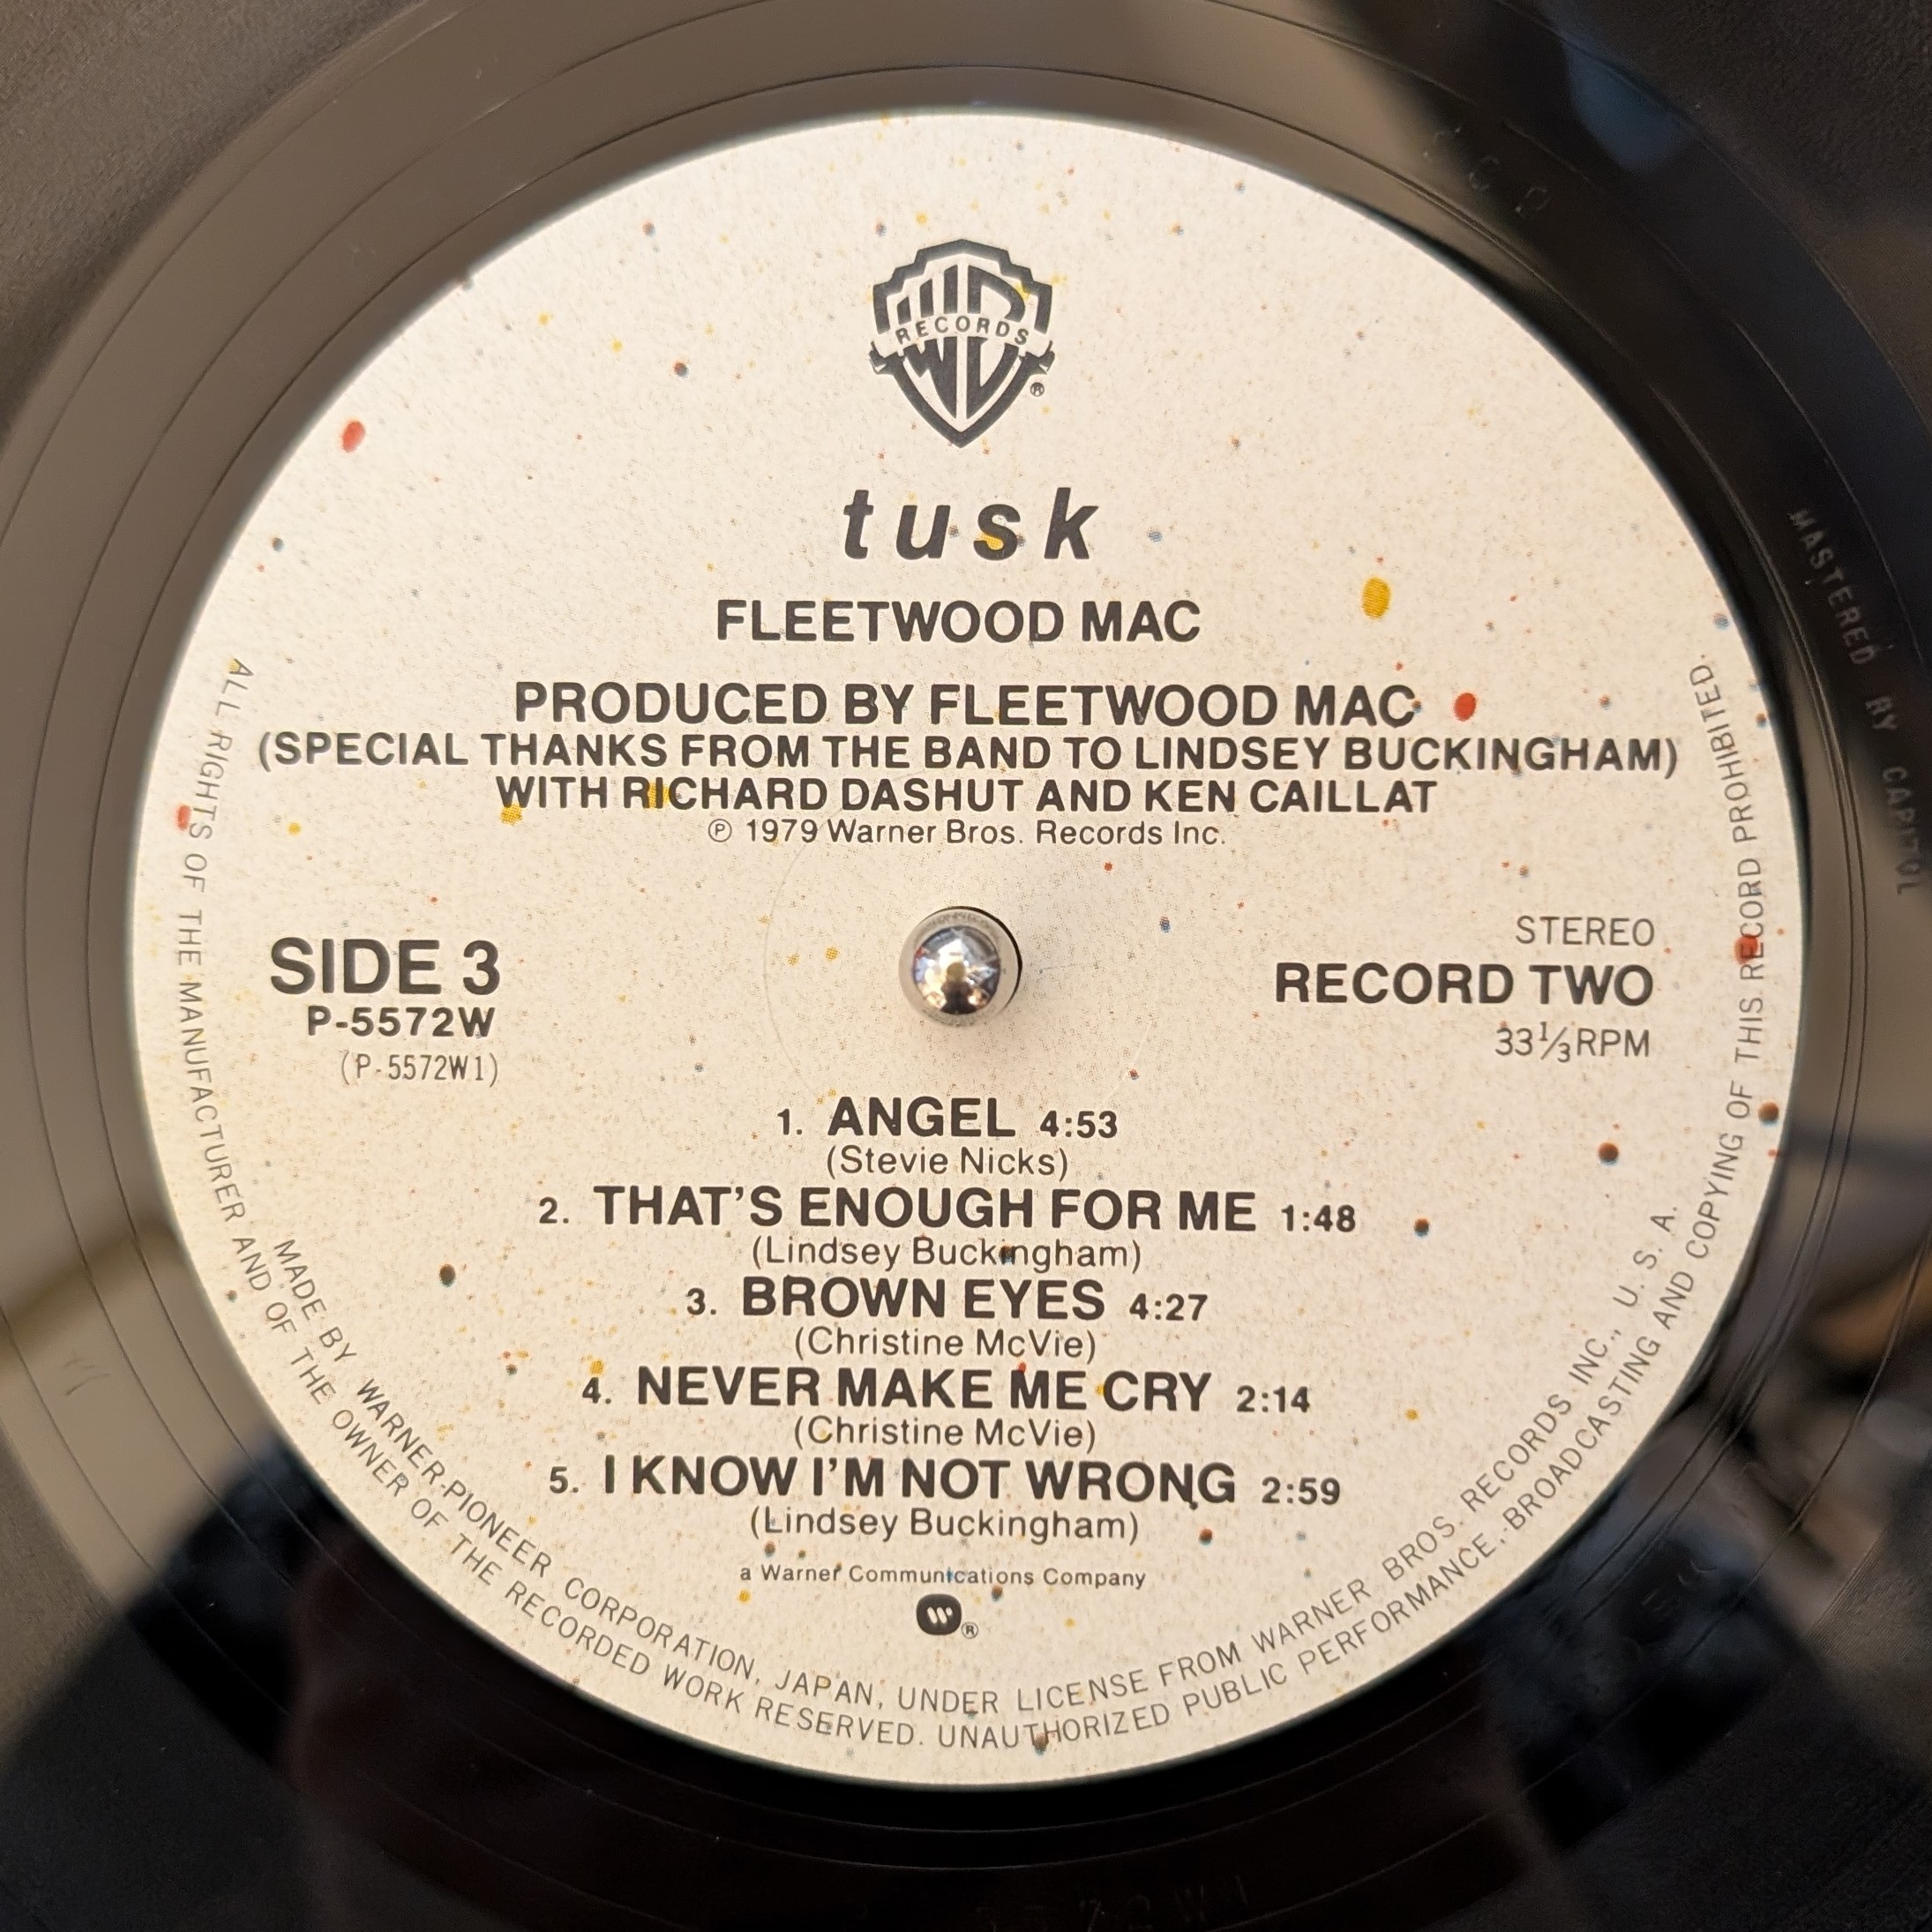 WB
RECORDS
®
tusk
FLEETWOOD MAC
PRODUCED BY FLEETWOOD MAC
(SPECIAL THANKS FROM THE BAND TO LINDSEY BUCKINGHAM)
WITH RICHARD DASHUT AND KEN CAILLAT
℗ 1979 Warner Bros. Records Inc.
SIDE 3
P-5572W
(P-5572W1)
STEREO
RECORD TWO
33⅓ RPM
1. ANGEL 4:53
(Stevie Nicks)
2. THAT'S ENOUGH FOR ME 1:48
(Lindsey Buckingham)
3. BROWN EYES 4:27
(Christine McVie)
4. NEVER MAKE ME CRY 2:14
(Christine McVie)
5. I KNOW I'M NOT WRONG 2:59
(Lindsey Buckingham)
a Warner Communications Company
®
MADE BY WARNER-PIONEER CORPORATION, JAPAN, UNDER LICENSE FROM WARNER BROS. RECORDS INC., U. S. A.
ALL RIGHTS OF THE MANUFACTURER AND OF THE OWNER OF THE RECORDED WORK RESERVED. UNAUTHORIZED PUBLIC PERFORMANCE, BROADCASTING AND COPYING OF THIS RECORD PROHIBITED.
MASTERED BY CAPITOL